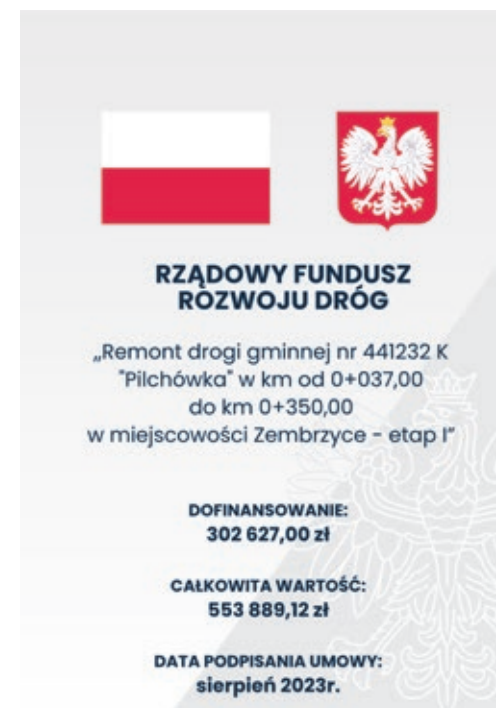 RZĄDOWY FUNDUSZ
ROZWOJU DRÓG
„Remont drogi gminnej nr 441232 K
"Pilchówka" w km od 0+037,00
do km 0+350,00
w miejscowości Zembrzyce - etap I”
DOFINANSOWANIE:
302 627,00 zł
CAŁKOWITA WARTOŚĆ:
553 889,12 zł
DATA PODPISANIA UMOWY:
sierpień 2023r.